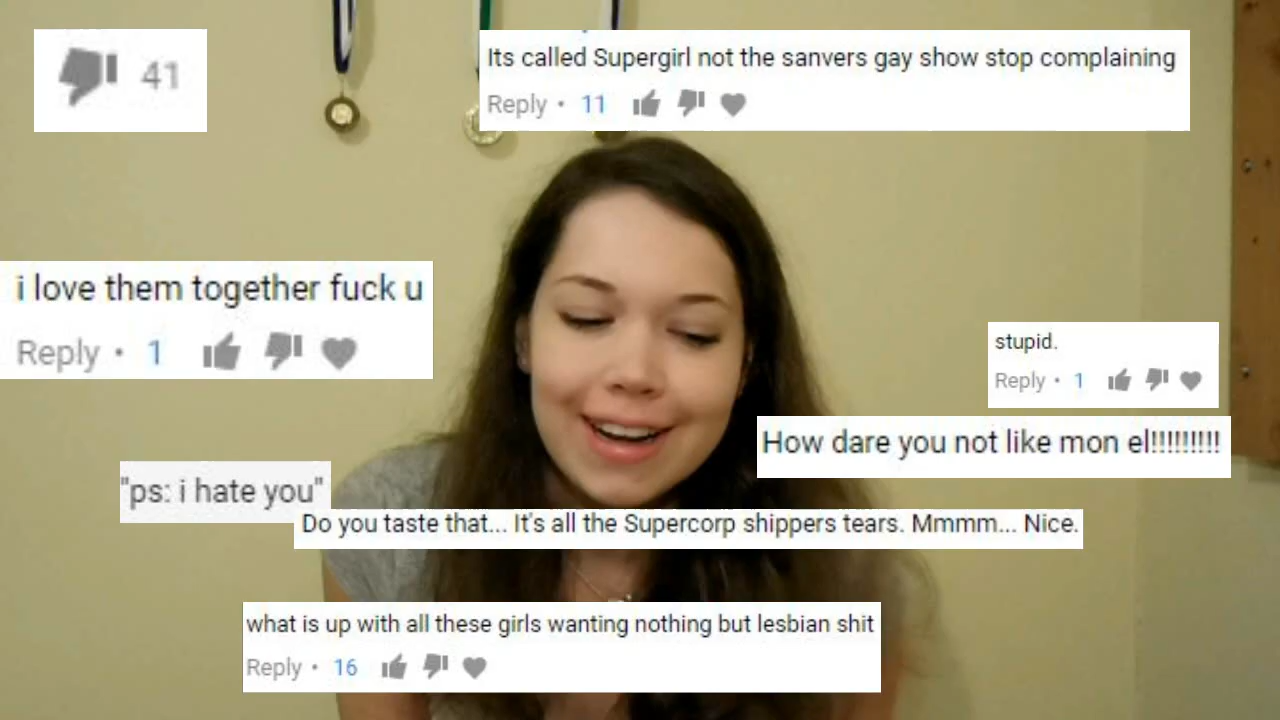 41
Its called Supergirl not the sanvers gay show stop complaining
Reply • 11
i love them together fuck u
Reply • 1
stupid.
Reply • 1
How dare you not like mon el!!!!!!!!!
"ps: i hate you"
Do you taste that... It's all the Supercorp shippers tears. Mmmm... Nice.
what is up with all these girls wanting nothing but lesbian shit
Reply • 16